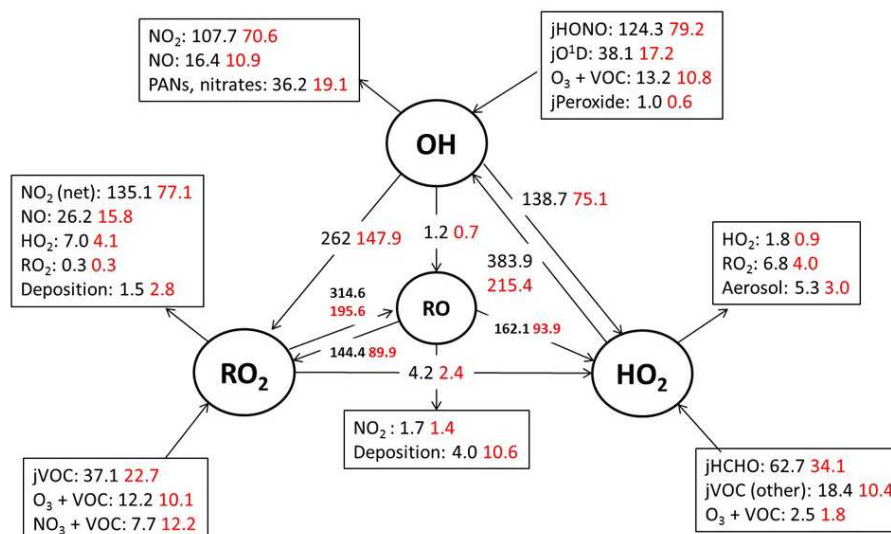 NO₂: 107.7 70.6
NO: 16.4 10.9
PANs, nitrates: 36.2 19.1
jHONO: 124.3 79.2
jO¹D: 38.1 17.2
O₃ + VOC: 13.2 10.8
jPeroxide: 1.0 0.6
OH
NO₂ (net): 135.1 77.1
NO: 26.2 15.8
HO₂: 7.0 4.1
RO₂: 0.3 0.3
Deposition: 1.5 2.8
262 147.9
1.2 0.7
138.7 75.1
383.9
215.4
HO₂: 1.8 0.9
RO₂: 6.8 4.0
Aerosol: 5.3 3.0
314.6
195.6
RO
144.4 89.9
162.1 93.9
RO₂
4.2 2.4
HO₂
NO₂ : 1.7 1.4
Deposition: 4.0 10.6
jVOC: 37.1 22.7
O₃ + VOC: 12.2 10.1
NO₃ + VOC: 7.7 12.2
jHCHO: 62.7 34.1
jVOC (other): 18.4 10.4
O₃ + VOC: 2.5 1.8